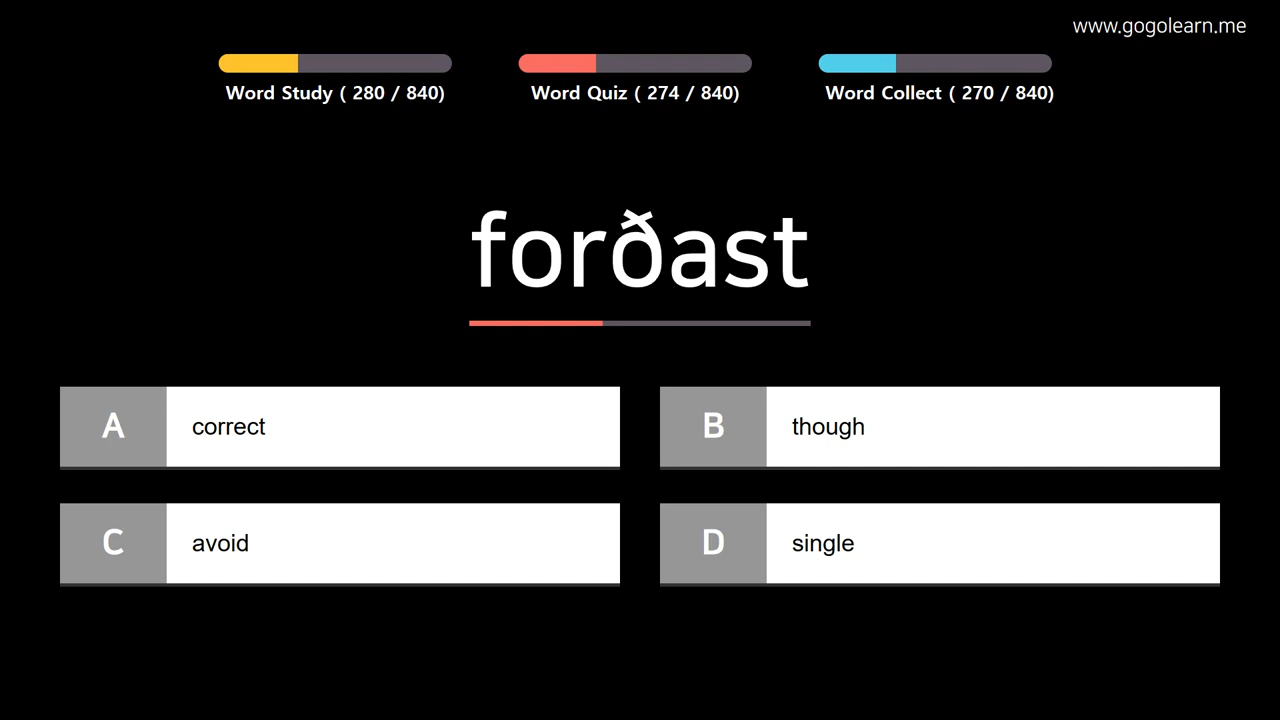 www.gogolearn.me
Word Study ( 280 / 840)
Word Quiz ( 274 / 840)
Word Collect ( 270 / 840)
forðast
A correct
B though
C avoid
D single